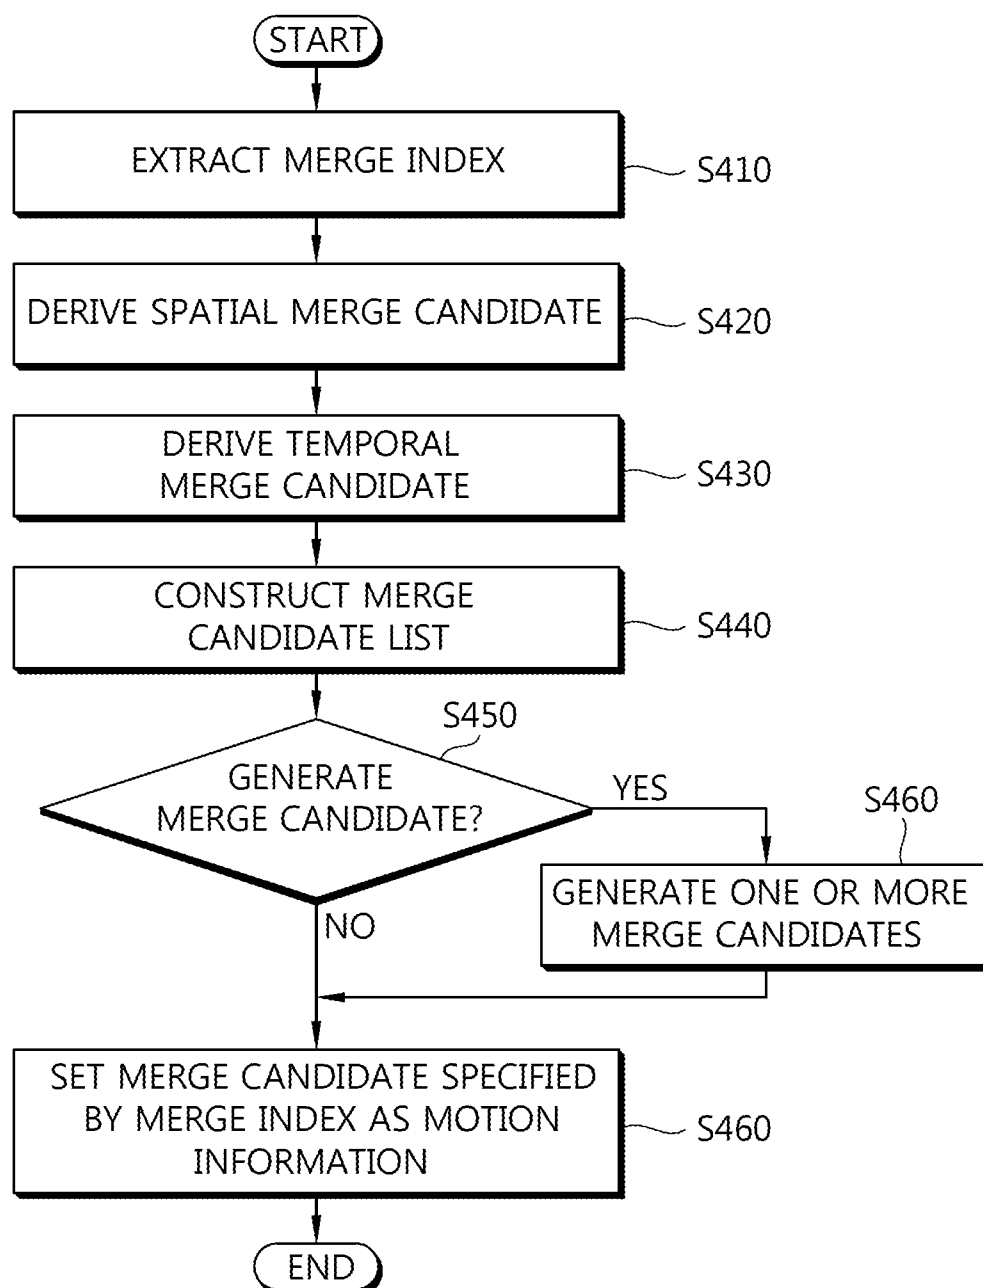 START
EXTRACT MERGE INDEX
S410
DERIVE SPATIAL MERGE CANDIDATE
S420
DERIVE TEMPORAL
MERGE CANDIDATE
S430
CONSTRUCT MERGE
CANDIDATE LIST
S440
S450
GENERATE
MERGE CANDIDATE?
YES
S460
GENERATE ONE OR MORE
MERGE CANDIDATES
NO
SET MERGE CANDIDATE SPECIFIED
BY MERGE INDEX AS MOTION
INFORMATION
S460
END